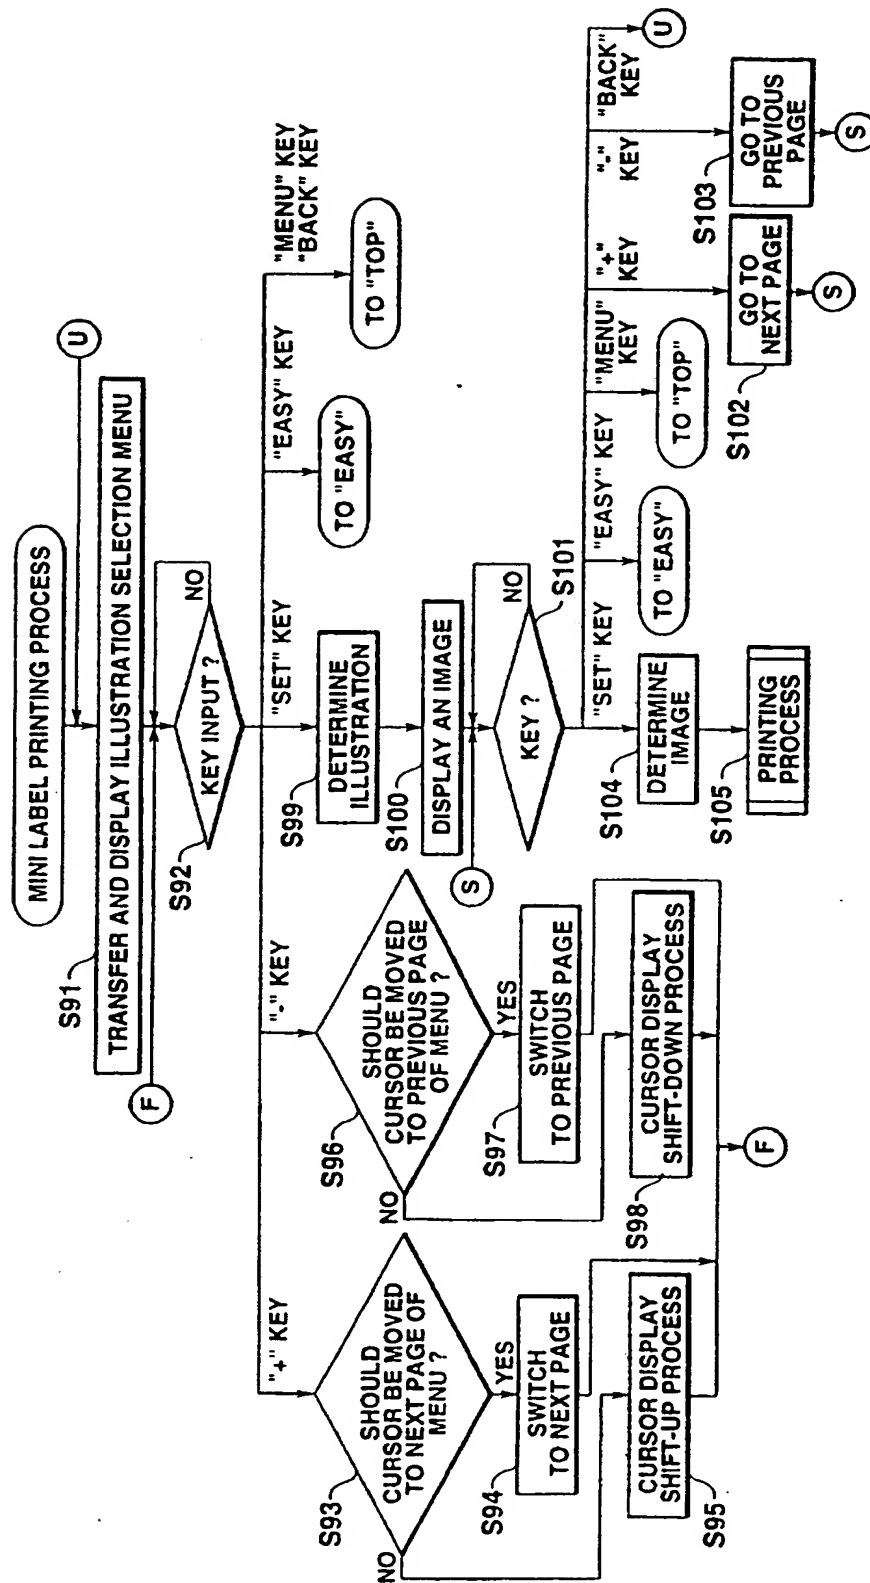 MINI LABEL PRINTING PROCESS
U
S91
TRANSFER AND DISPLAY ILLUSTRATION SELECTION MENU
F
S92
KEY INPUT ?
NO
"+" KEY
"-" KEY
"SET" KEY
"EASY" KEY
"MENU" KEY
"BACK" KEY
S93
SHOULD
CURSOR BE MOVED
TO NEXT PAGE OF
MENU ?
NO
YES
S94
SWITCH
TO NEXT PAGE
S95
CURSOR DISPLAY
SHIFT-UP PROCESS
S96
SHOULD
CURSOR BE MOVED
TO PREVIOUS PAGE
OF MENU ?
NO
YES
S97
SWITCH
TO PREVIOUS PAGE
S98
CURSOR DISPLAY
SHIFT-DOWN PROCESS
F
S99
DETERMINE
ILLUSTRATION
TO "EASY"
TO "TOP"
S100
DISPLAY AN IMAGE
S
KEY ?
NO
S101
"SET" KEY
"EASY" KEY
"MENU"
KEY
"+"
KEY
"-"
KEY
"BACK"
KEY
S104
DETERMINE
IMAGE
S105
PRINTING
PROCESS
TO "EASY"
TO "TOP"
S102
GO TO
NEXT PAGE
S
S103
GO TO
PREVIOUS
PAGE
S
U